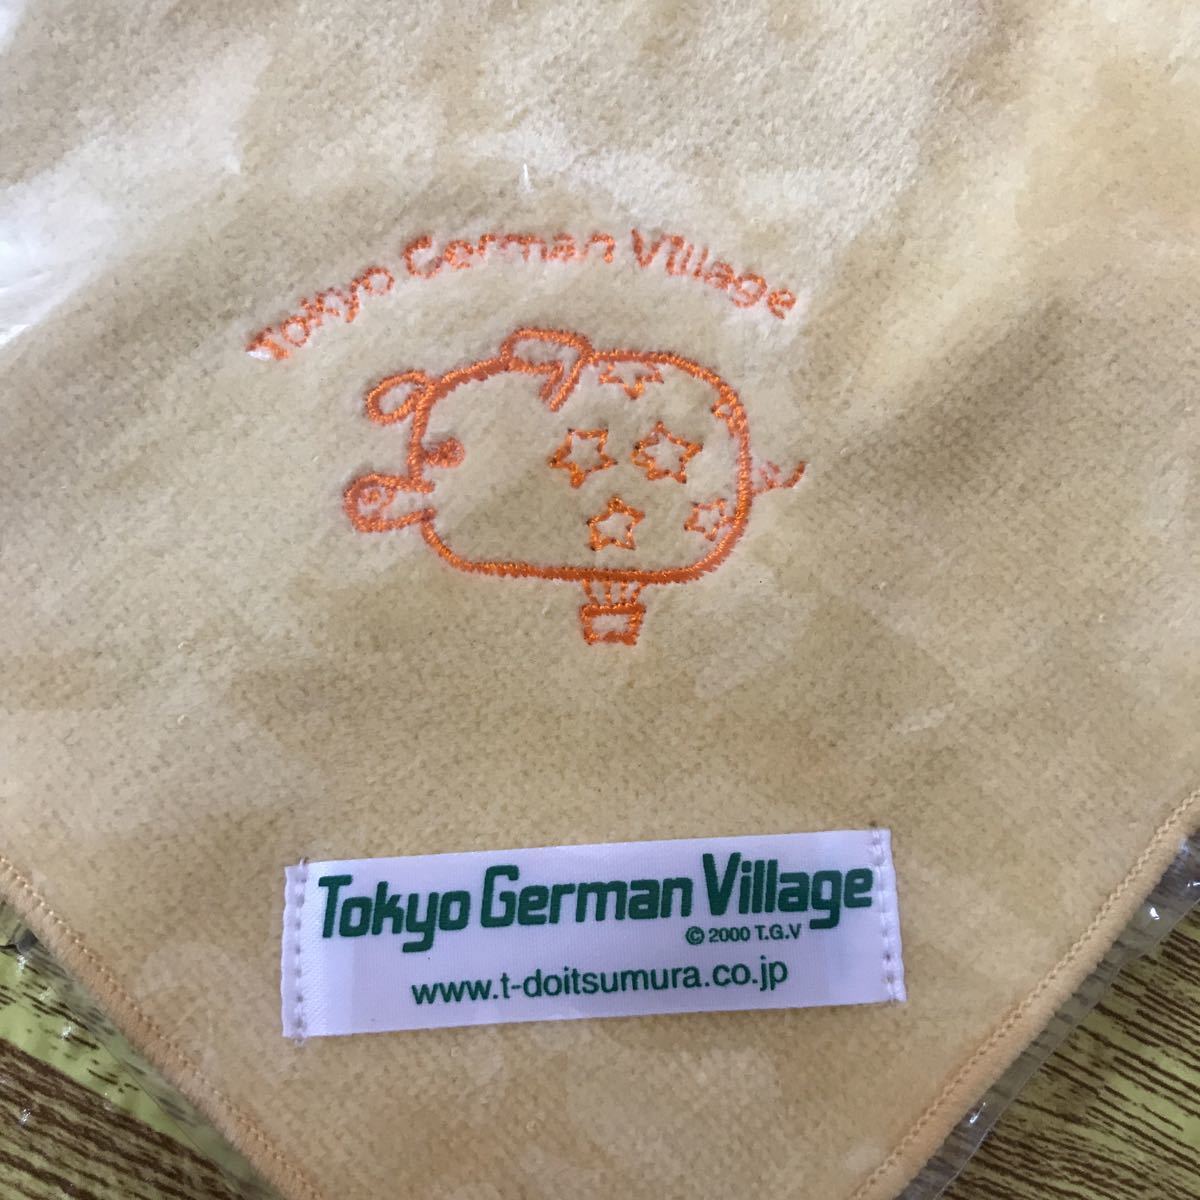 Tokyo German Village
Tokyo German Village
© 2000 T.G.V
www.t-doitsumura.co.jp